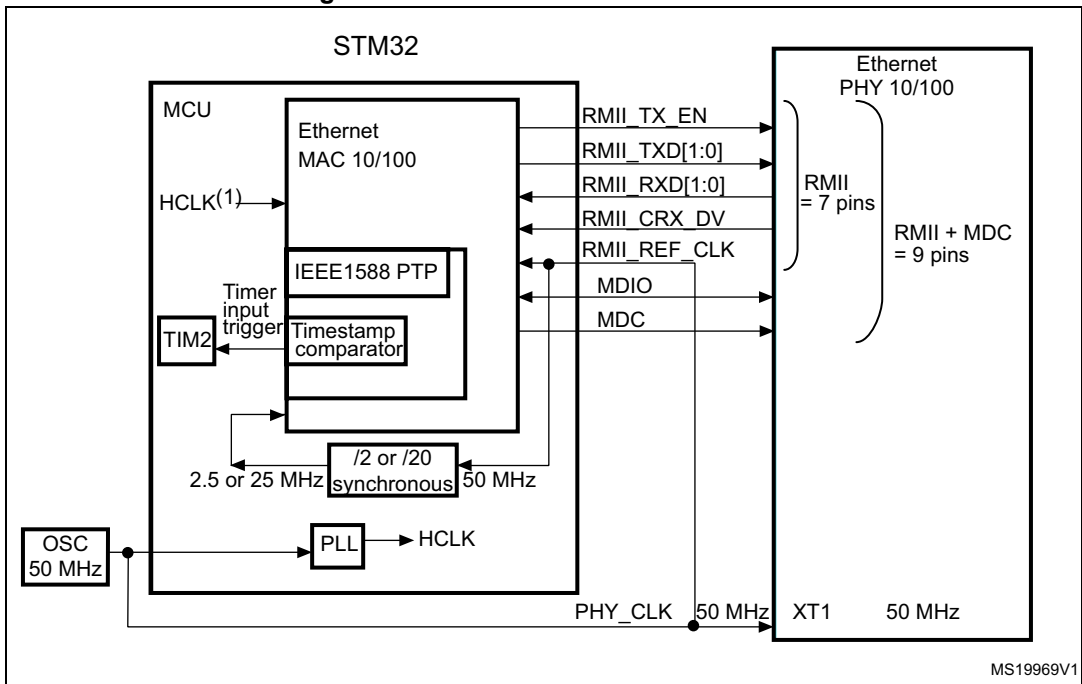 STM32
MCU
Ethernet
MAC 10/100
HCLK(1)
IEEE1588 PTP
Timer
input
trigger
TIM2
Timestamp
comparator
/2 or /20
synchronous
2.5 or 25 MHz
50 MHz
OSC
50 MHz
PLL
HCLK
RMII_TX_EN
RMII_TXD[1:0]
RMII_RXD[1:0]
RMII_CRX_DV
RMII_REF_CLK
MDIO
MDC
PHY_CLK
50 MHz
Ethernet
PHY 10/100
RMII
= 7 pins
RMII + MDC
= 9 pins
XT1
50 MHz
MS19969V1